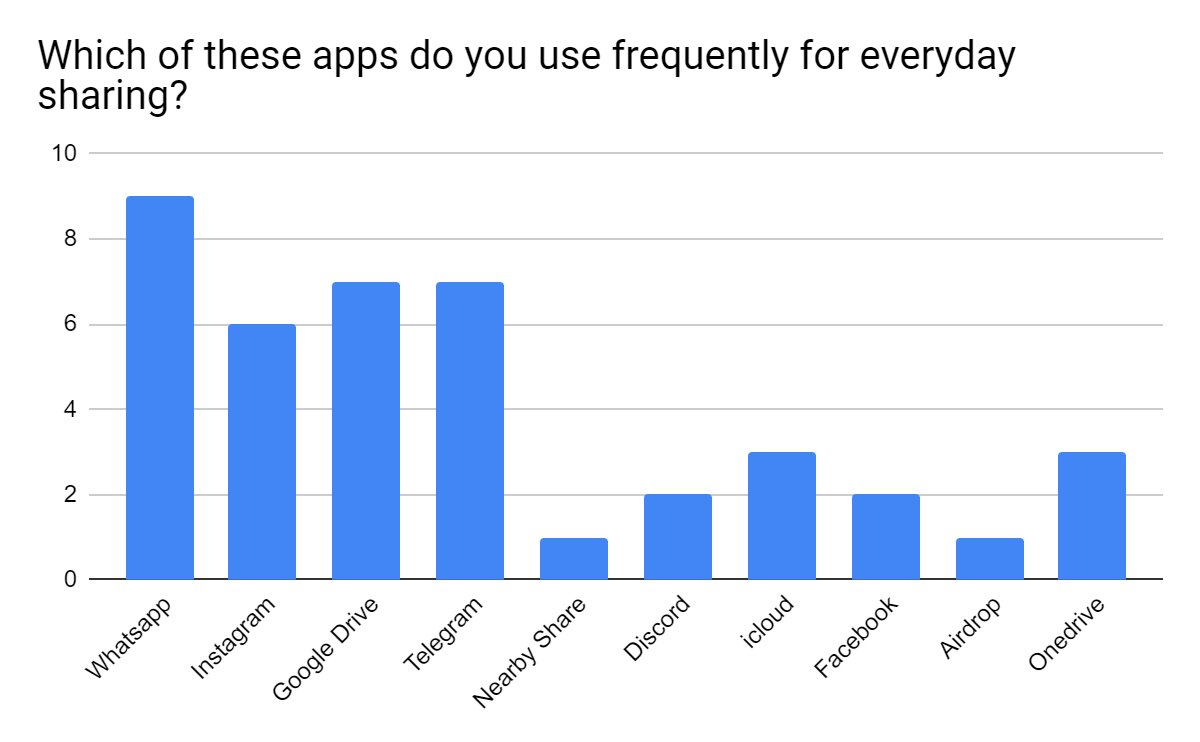 Which of these apps do you use frequently for everyday
sharing?
10
8
6
4
2
0
Whatsapp
Instagram
Google Drive
Telegram
Nearby Share
Discord
icloud
Facebook
Airdrop
Onedrive